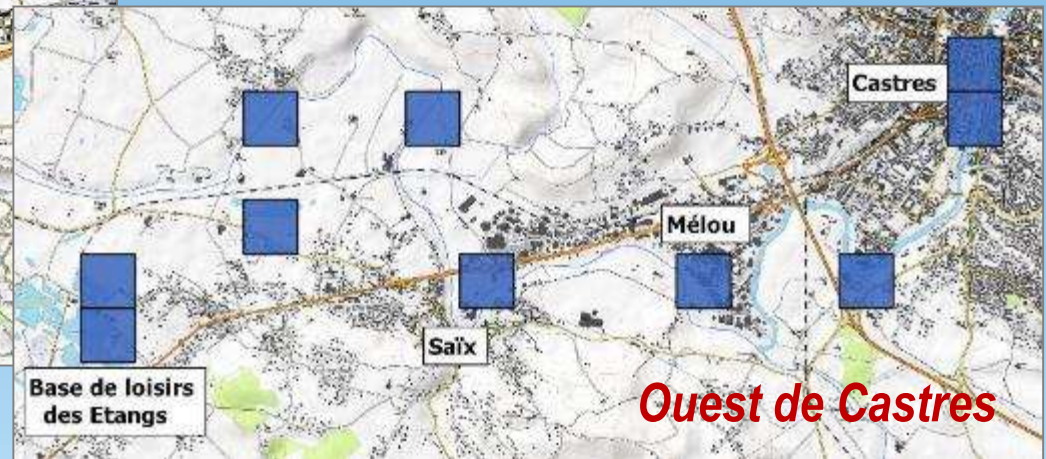 Castres
Mélou
Saïx
Base de loisirs
des Etangs
Ouest de Castres